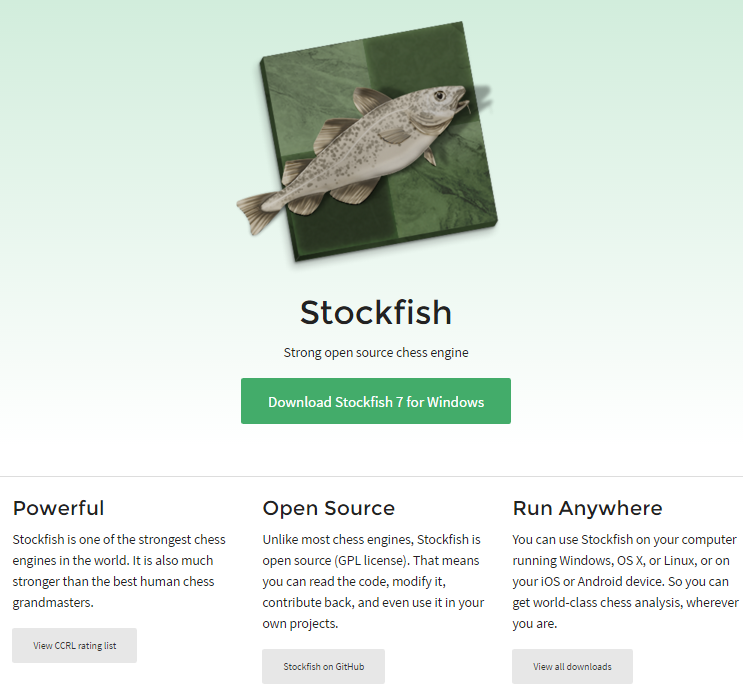 Stockfish
Strong open source chess engine
Download Stockfish 7 for Windows
Powerful
Stockfish is one of the strongest chess
engines in the world. It is also much
stronger than the best human chess
grandmasters.
View CCRL rating list
Open Source
Unlike most chess engines, Stockfish is
open source (GPL license). That means
you can read the code, modify it,
contribute back, and even use it in your
own projects.
Stockfish on GitHub
Run Anywhere
You can use Stockfish on your computer
running Windows, OS X, or Linux, or on
your iOS or Android device. So you can
get world-class chess analysis, wherever
you are.
View all downloads